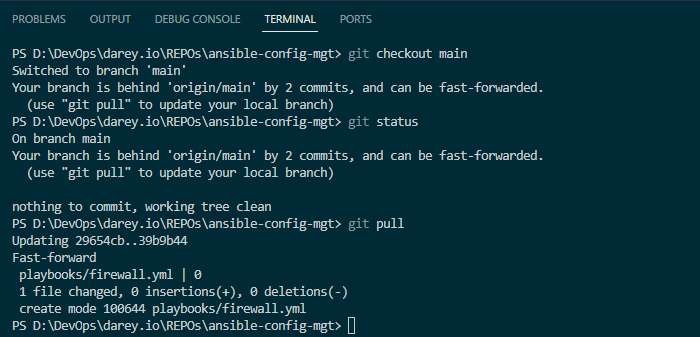 PROBLEMS OUTPUT DEBUG CONSOLE TERMINAL PORTS
PS D:\DevOps\darey.io\REPOs\ansible-config-mgt> git checkout main
Switched to branch 'main'
Your branch is behind 'origin/main' by 2 commits, and can be fast-forwarded.
  (use "git pull" to update your local branch)
PS D:\DevOps\darey.io\REPOs\ansible-config-mgt> git status
On branch main
Your branch is behind 'origin/main' by 2 commits, and can be fast-forwarded.
  (use "git pull" to update your local branch)
nothing to commit, working tree clean
PS D:\DevOps\darey.io\REPOs\ansible-config-mgt> git pull
Updating 29654cb..39b9b44
Fast-forward
 playbooks/firewall.yml | 0
 1 file changed, 0 insertions(+), 0 deletions(-)
 create mode 100644 playbooks/firewall.yml
PS D:\DevOps\darey.io\REPOs\ansible-config-mgt>